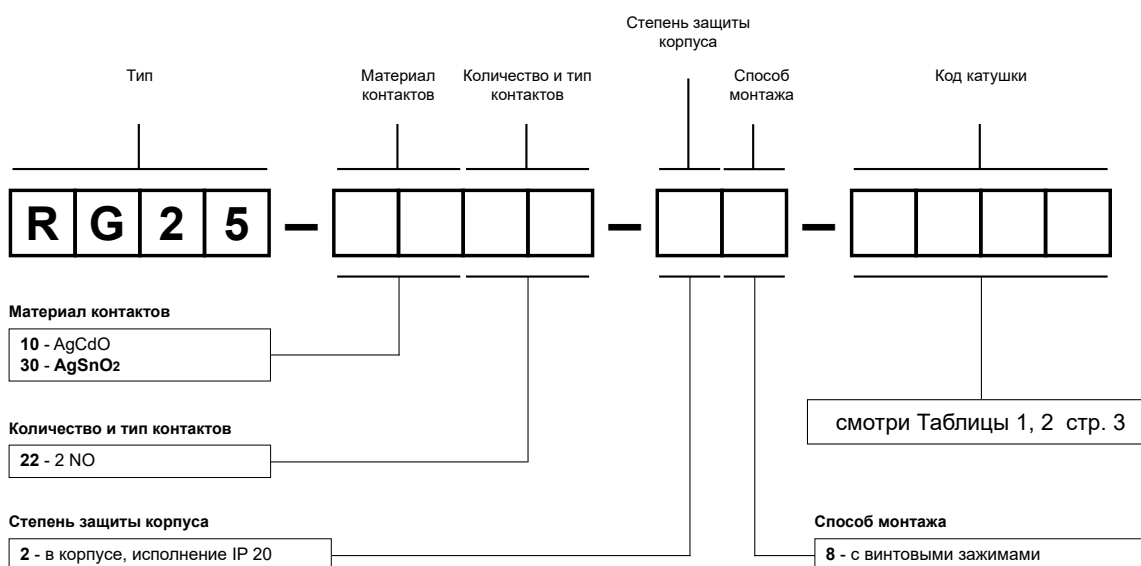 Степень защиты
корпуса
Тип
Материал
контактов
Количество и тип
контактов
Способ
монтажа
Код катушки
R G 2 5 – – –
Материал контактов
10 - AgCdO
30 - AgSnO2
Количество и тип контактов
22 - 2 NO
смотри Таблицы 1, 2 стр. 3
Степень защиты корпуса
2 - в корпусе, исполнение IP 20
Способ монтажа
8 - с винтовыми зажимами